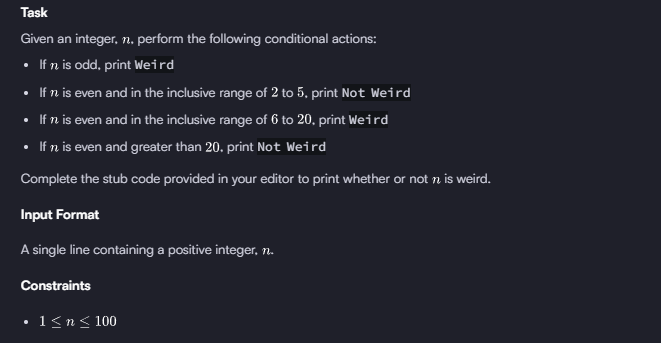 Task
Given an integer, n, perform the following conditional actions:
• If n is odd, print Weird
• If n is even and in the inclusive range of 2 to 5, print Not Weird
• If n is even and in the inclusive range of 6 to 20, print Weird
• If n is even and greater than 20, print Not Weird
Complete the stub code provided in your editor to print whether or not n is weird.
Input Format
A single line containing a positive integer, n.
Constraints
• 1 ≤ n ≤ 100